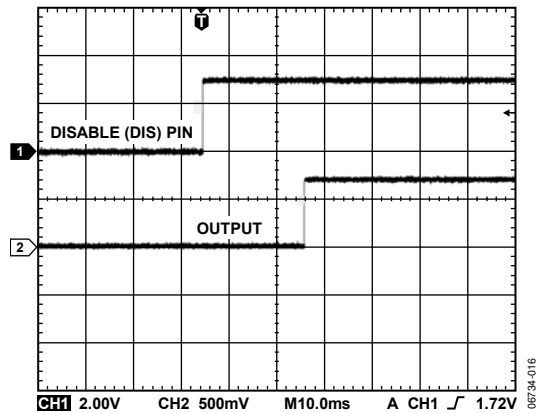 T
DISABLE (DIS) PIN
1
OUTPUT
2
CH1 2.00V CH2 500mV M10.0ms A CH1 1.72V
06734-016